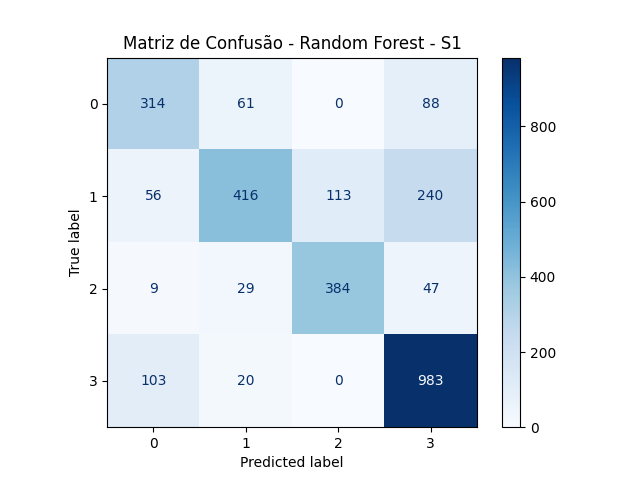 Matriz de Confusão - Random Forest - S1
0 314 61 0 88
1 56 416 113 240
2 9 29 384 47
3 103 20 0 983
0 1 2 3
Predicted label
True label
800
600
400
200
0